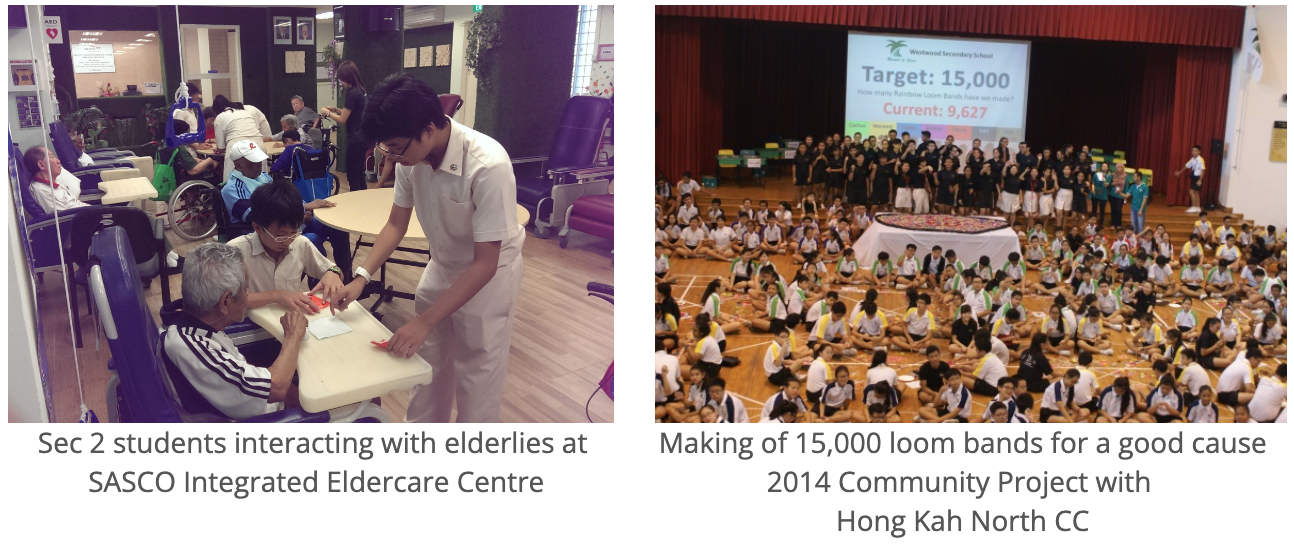 AED
Westwood Secondary School
Target: 15,000
How many Rainbow Loom Bands have we made?
Current: 9,627
Sec 2 students interacting with elderlies at
SASCO Integrated Eldercare Centre
Making of 15,000 loom bands for a good cause
2014 Community Project with
Hong Kah North CC